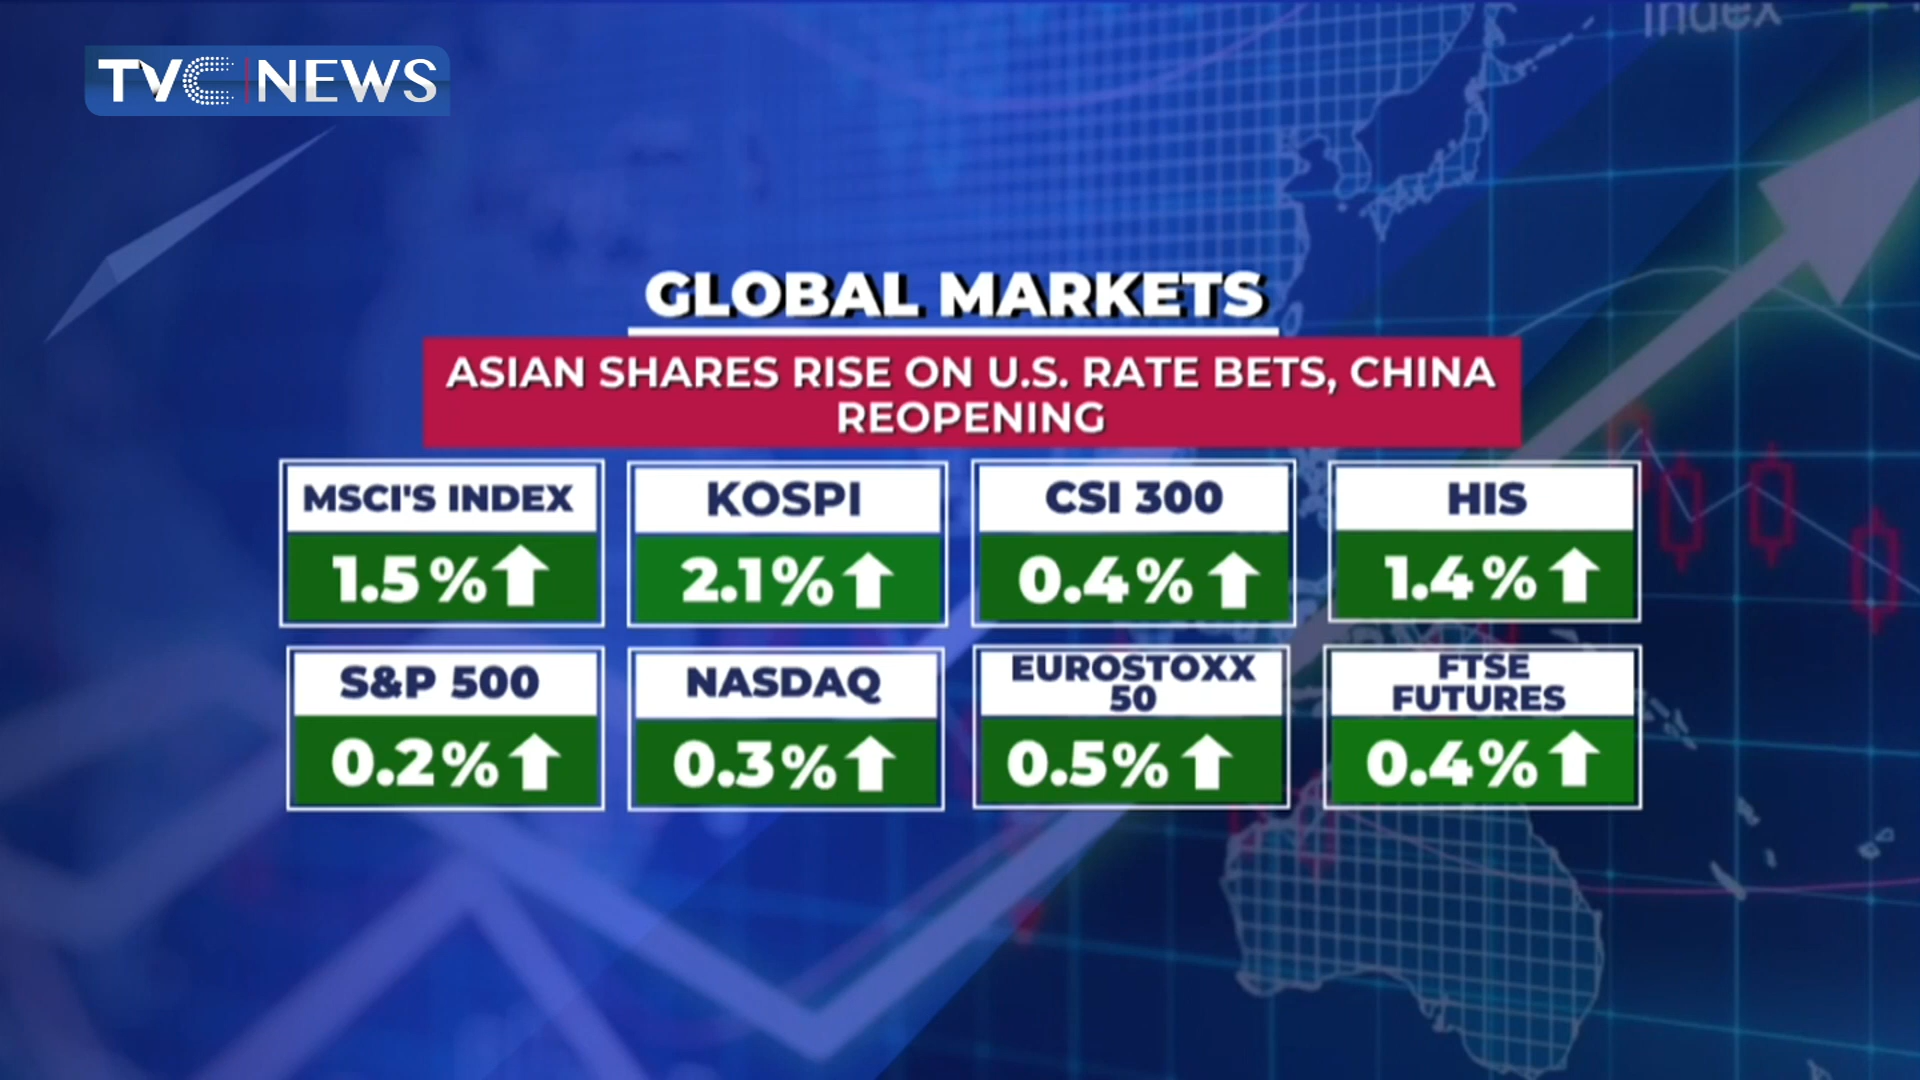 Index
TVC NEWS
GLOBAL MARKETS
ASIAN SHARES RISE ON U.S. RATE BETS, CHINA
REOPENING
MSCI'S INDEX
1.5%
KOSPI
2.1%
CSI 300
0.4%
HIS
1.4%
S&P 500
0.2%
NASDAQ
0.3%
EUROSTOXX
50
0.5%
FTSE
FUTURES
0.4%